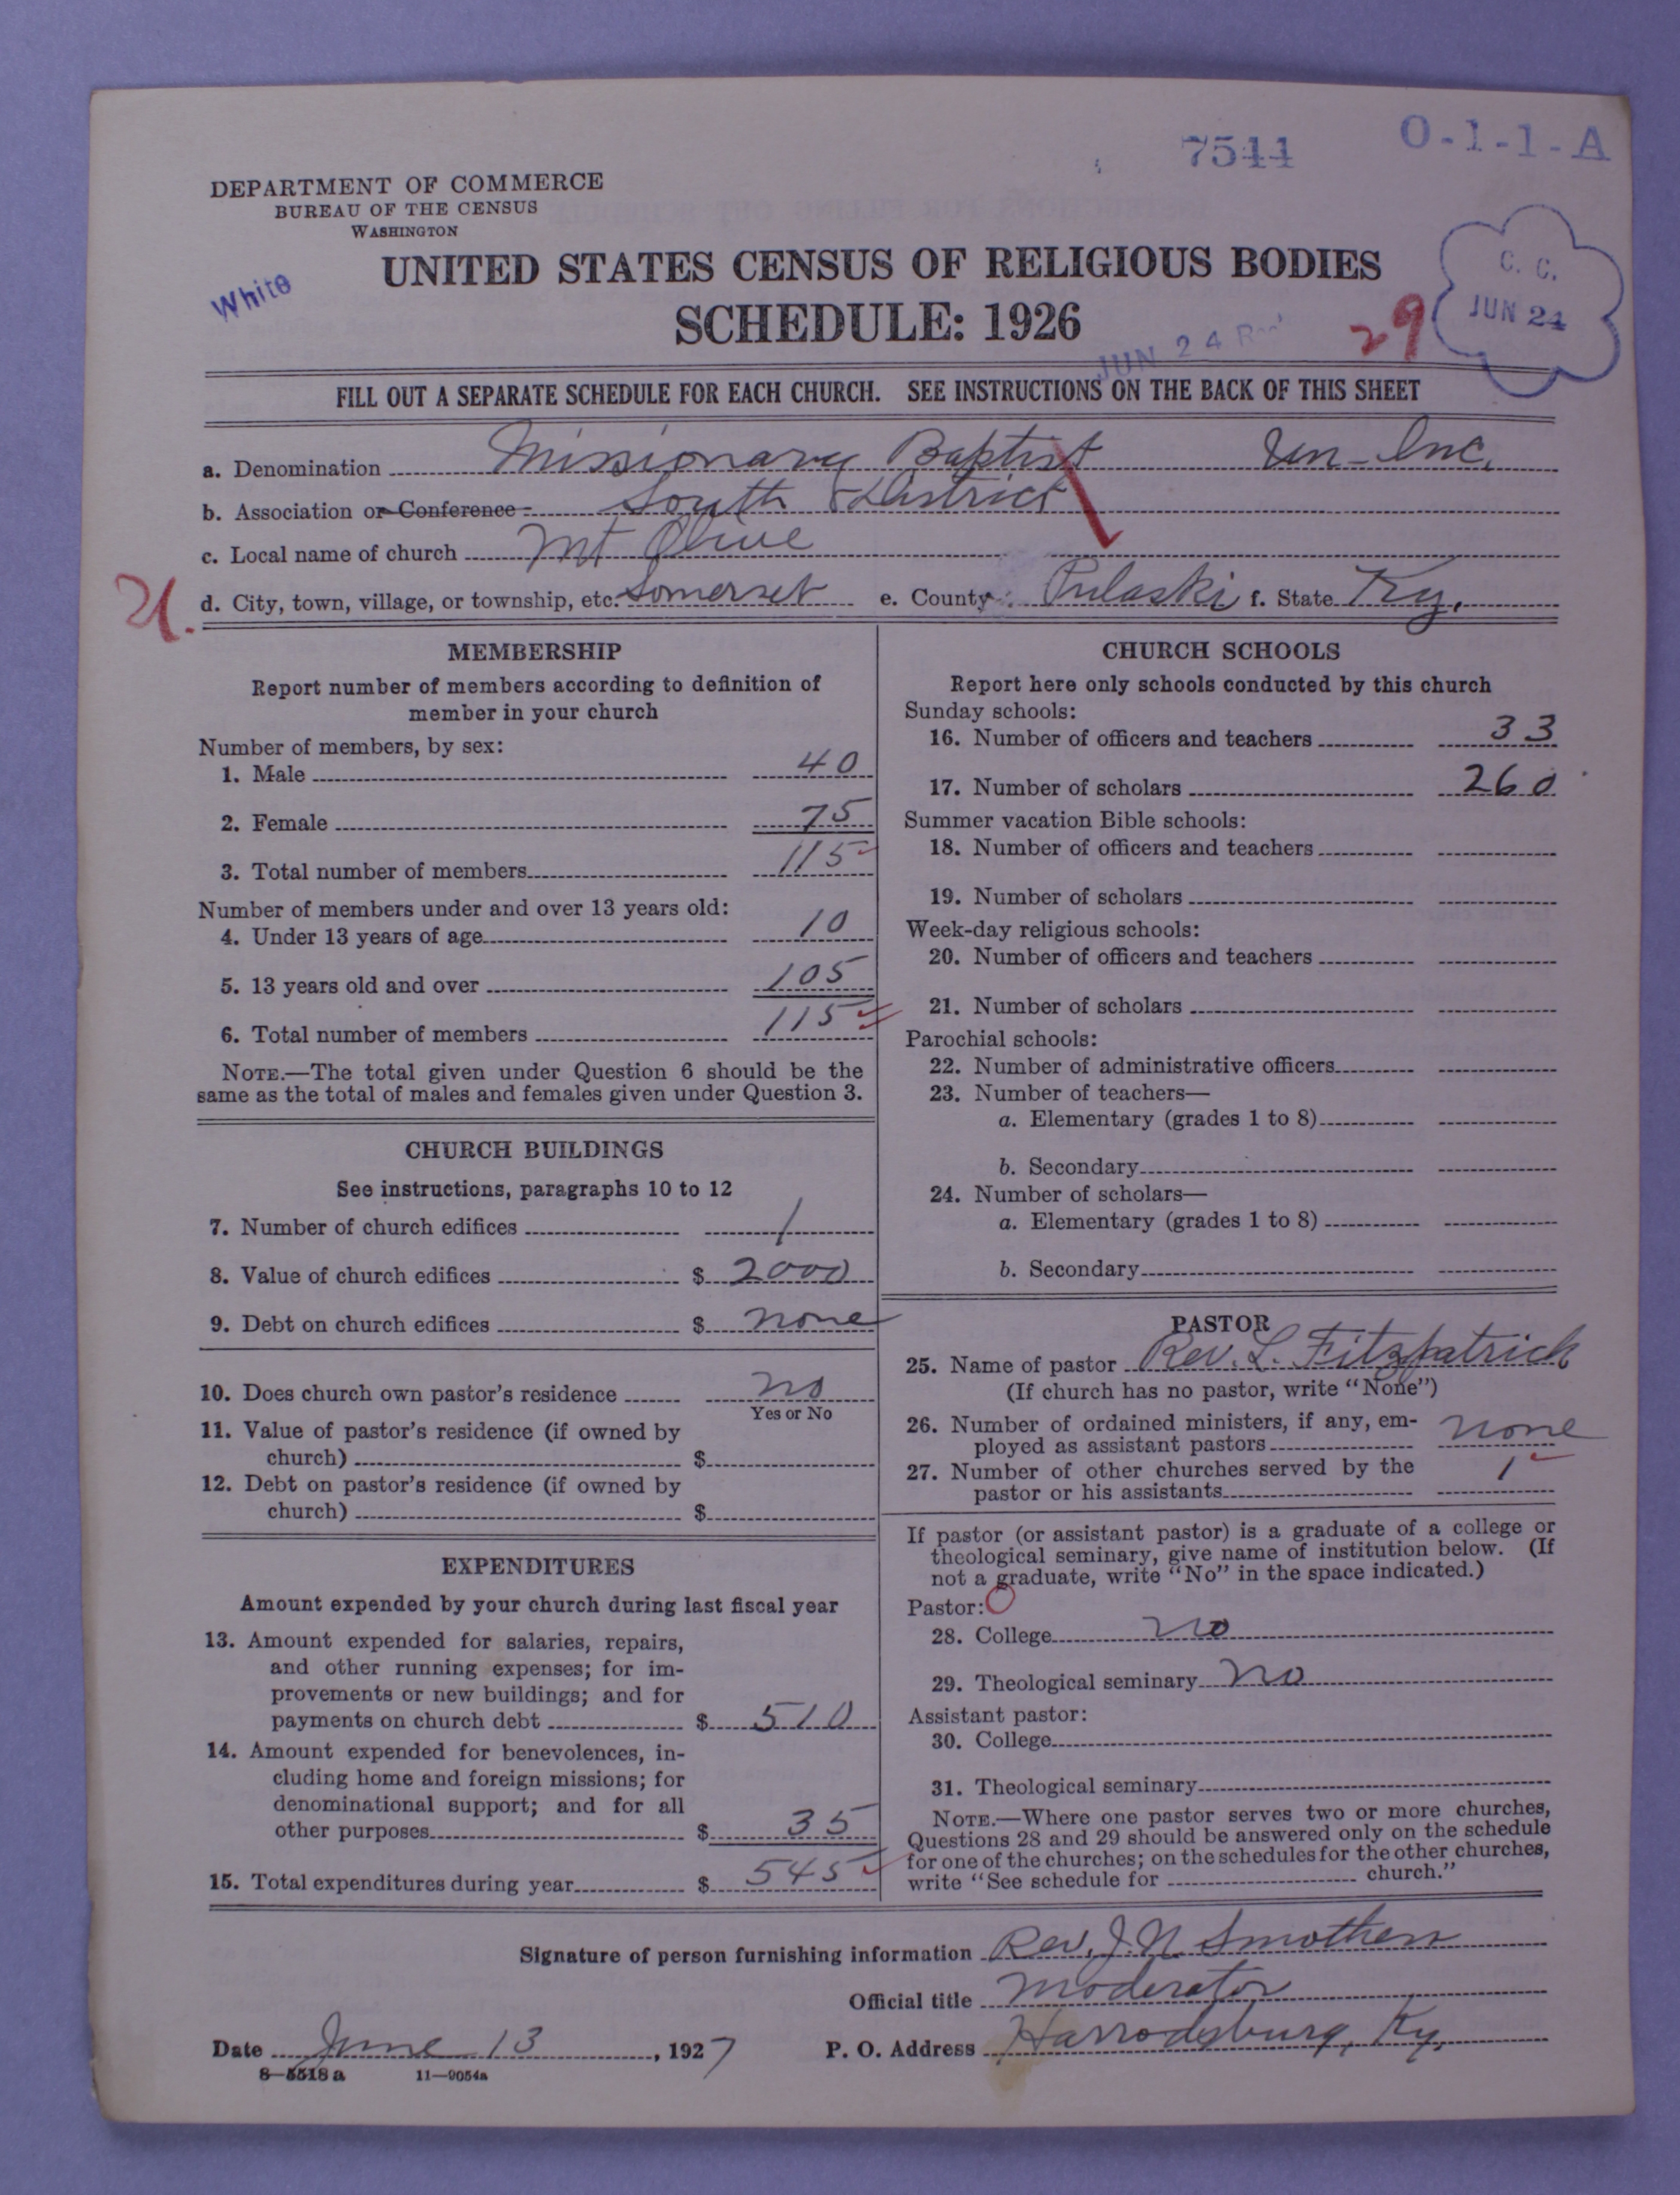 7544 O-1-1-A
DEPARTMENT OF COMMERCE
BUREAU OF THE CENSUS
WASHINGTON
White
UNITED STATES CENSUS OF RELIGIOUS BODIES
SCHEDULE: 1926
C. C.
JUN 24
29
JUN 24
FILL OUT A SEPARATE SCHEDULE FOR EACH CHURCH. SEE INSTRUCTIONS ON THE BACK OF THIS SHEET
a. Denomination Missionary Baptist Un-Inc.
b. Association or Conference South District
c. Local name of church Mt Olive
d. City, town, village, or township, etc. Somerset e. County Pulaski f. State Ky.
MEMBERSHIP
Report number of members according to definition of
member in your church
Number of members, by sex:
1. Male 40
2. Female 75
3. Total number of members 115
Number of members under and over 13 years old:
4. Under 13 years of age 10
5. 13 years old and over 105
6. Total number of members 115
NOTE.—The total given under Question 6 should be the
same as the total of males and females given under Question 3.
CHURCH BUILDINGS
See instructions, paragraphs 10 to 12
7. Number of church edifices 1
8. Value of church edifices $ 2000
9. Debt on church edifices $ none
10. Does church own pastor's residence no
Yes or No
11. Value of pastor's residence (if owned by
church) $
12. Debt on pastor's residence (if owned by
church) $
EXPENDITURES
Amount expended by your church during last fiscal year
13. Amount expended for salaries, repairs,
and other running expenses; for im-
provements or new buildings; and for
payments on church debt $ 510
14. Amount expended for benevolences, in-
cluding home and foreign missions; for
denominational support; and for all
other purposes $ 35
15. Total expenditures during year $ 545
CHURCH SCHOOLS
Report here only schools conducted by this church
Sunday schools:
16. Number of officers and teachers 33
17. Number of scholars 260
Summer vacation Bible schools:
18. Number of officers and teachers
19. Number of scholars
Week-day religious schools:
20. Number of officers and teachers
21. Number of scholars
Parochial schools:
22. Number of administrative officers
23. Number of teachers—
a. Elementary (grades 1 to 8)
b. Secondary
24. Number of scholars—
a. Elementary (grades 1 to 8)
b. Secondary
PASTOR
25. Name of pastor Rev. L. Fitzpatrick
(If church has no pastor, write "None")
26. Number of ordained ministers, if any, em-
ployed as assistant pastors none
27. Number of other churches served by the
pastor or his assistants 1
If pastor (or assistant pastor) is a graduate of a college or
theological seminary, give name of institution below. (If
not a graduate, write "No" in the space indicated.)
Pastor:
28. College no
29. Theological seminary no
Assistant pastor:
30. College
31. Theological seminary
NOTE.—Where one pastor serves two or more churches,
Questions 28 and 29 should be answered only on the schedule
for one of the churches; on the schedules for the other churches,
write "See schedule for church."
Signature of person furnishing information Rev. J. N. Smothers
Official title Moderator
Date June 13, 1927 P. O. Address Harrodsburg, Ky.
8—5518a 11—9054a